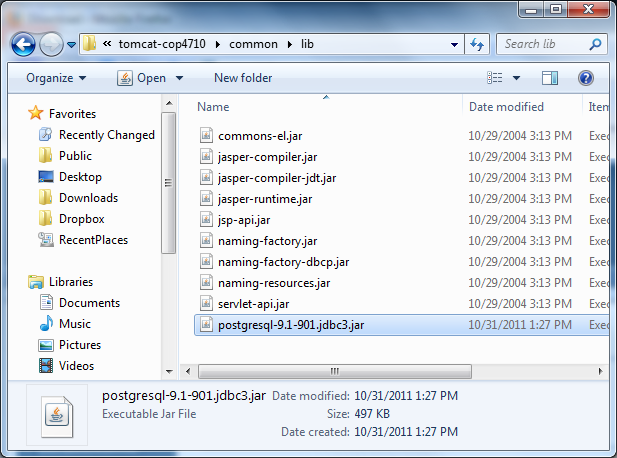 « tomcat-cop4710 ▸ common ▸ lib
Search lib
Organize Open New folder
Name Date modified Item
Favorites
Recently Changed
Public
Desktop
Downloads
Dropbox
RecentPlaces
Libraries
Documents
Music
Pictures
Videos
commons-el.jar 10/29/2004 3:13 PM Exec
jasper-compiler.jar 10/29/2004 3:13 PM Exec
jasper-compiler-jdt.jar 10/29/2004 3:13 PM Exec
jasper-runtime.jar 10/29/2004 3:13 PM Exec
jsp-api.jar 10/29/2004 3:13 PM Exec
naming-factory.jar 10/29/2004 3:13 PM Exec
naming-factory-dbcp.jar 10/29/2004 3:13 PM Exec
naming-resources.jar 10/29/2004 3:13 PM Exec
servlet-api.jar 10/29/2004 3:13 PM Exec
postgresql-9.1-901.jdbc3.jar 10/31/2011 1:27 PM Exec
postgresql-9.1-901.jdbc3.jar Date modified: 10/31/2011 1:27 PM
Executable Jar File Size: 497 KB
Date created: 10/31/2011 1:27 PM